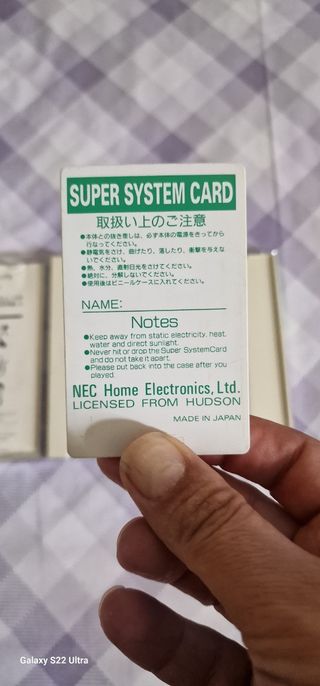 SUPER SYSTEM CARD
取扱い上のご注意
●本体との抜き差しは、必ず本体の電源をきってから
行なってください。
●静電気をさけ、曲げたり、落したり、衝撃を与えな
いでください。
●熱、水分、直射日光をさけてください。
●絶対に、分解しないでください。
●使用後はビニールケースに入れてください。
NAME:
Notes
●Keep away from static electricity, heat,
water and direct sunlight.
●Never hit or drop the Super SystemCard
and do not take it apart.
●Please put back into the case after you
played.
NEC Home Electronics, Ltd.
LICENSED FROM HUDSON
MADE IN JAPAN
Galaxy S22 Ultra